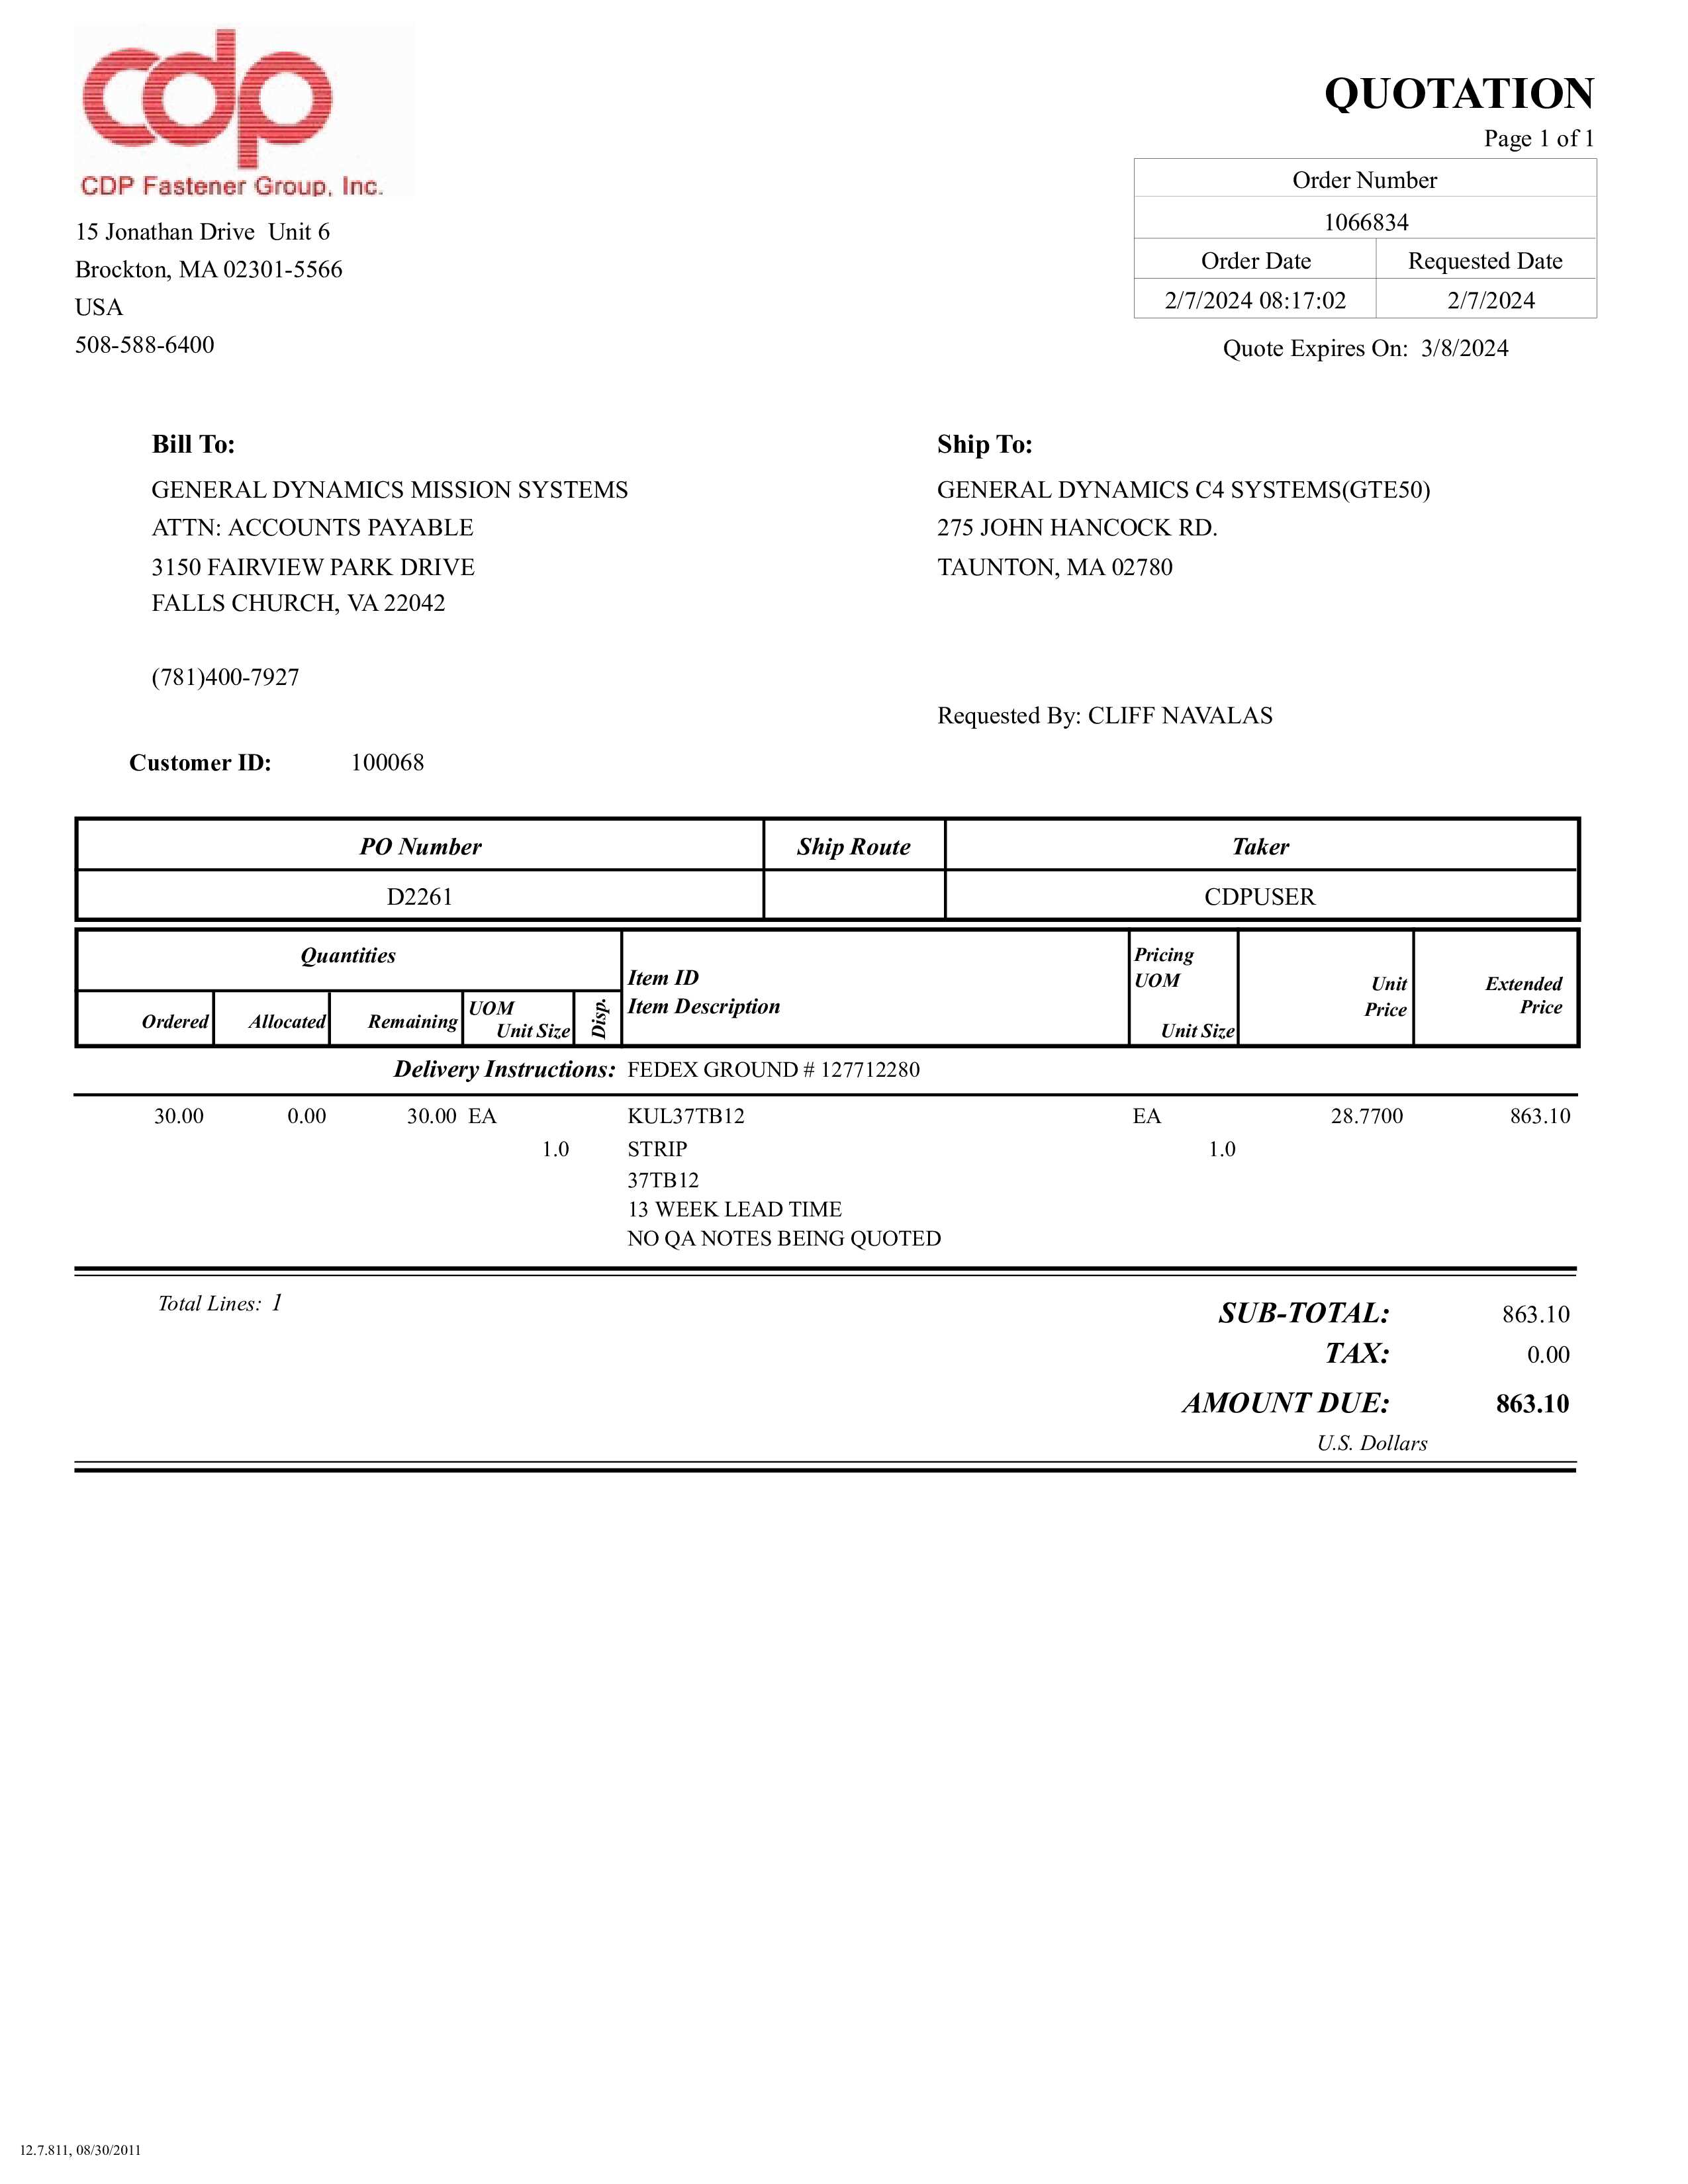 cdp
CDP Fastener Group, Inc.
15 Jonathan Drive  Unit 6
Brockton, MA 02301-5566
USA
508-588-6400
QUOTATION
Page 1 of 1
Order Number
1066834
Order Date Requested Date
2/7/2024 08:17:02 2/7/2024
Quote Expires On: 3/8/2024
Bill To:
GENERAL DYNAMICS MISSION SYSTEMS
ATTN: ACCOUNTS PAYABLE
3150 FAIRVIEW PARK DRIVE
FALLS CHURCH, VA 22042
(781)400-7927
Ship To:
GENERAL DYNAMICS C4 SYSTEMS(GTE50)
275 JOHN HANCOCK RD.
TAUNTON, MA 02780
Requested By: CLIFF NAVALAS
Customer ID: 100068
PO Number Ship Route Taker
D2261 CDPUSER
Quantities
Ordered Allocated Remaining UOM Unit Size Disp.
Item ID
Item Description
Pricing
UOM
Unit Size
Unit
Price
Extended
Price
Delivery Instructions: FEDEX GROUND # 127712280
30.00 0.00 30.00 EA KUL37TB12 EA 28.7700 863.10
1.0 STRIP 1.0
37TB12
13 WEEK LEAD TIME
NO QA NOTES BEING QUOTED
Total Lines: 1
SUB-TOTAL: 863.10
TAX: 0.00
AMOUNT DUE: 863.10
U.S. Dollars
12.7.811, 08/30/2011